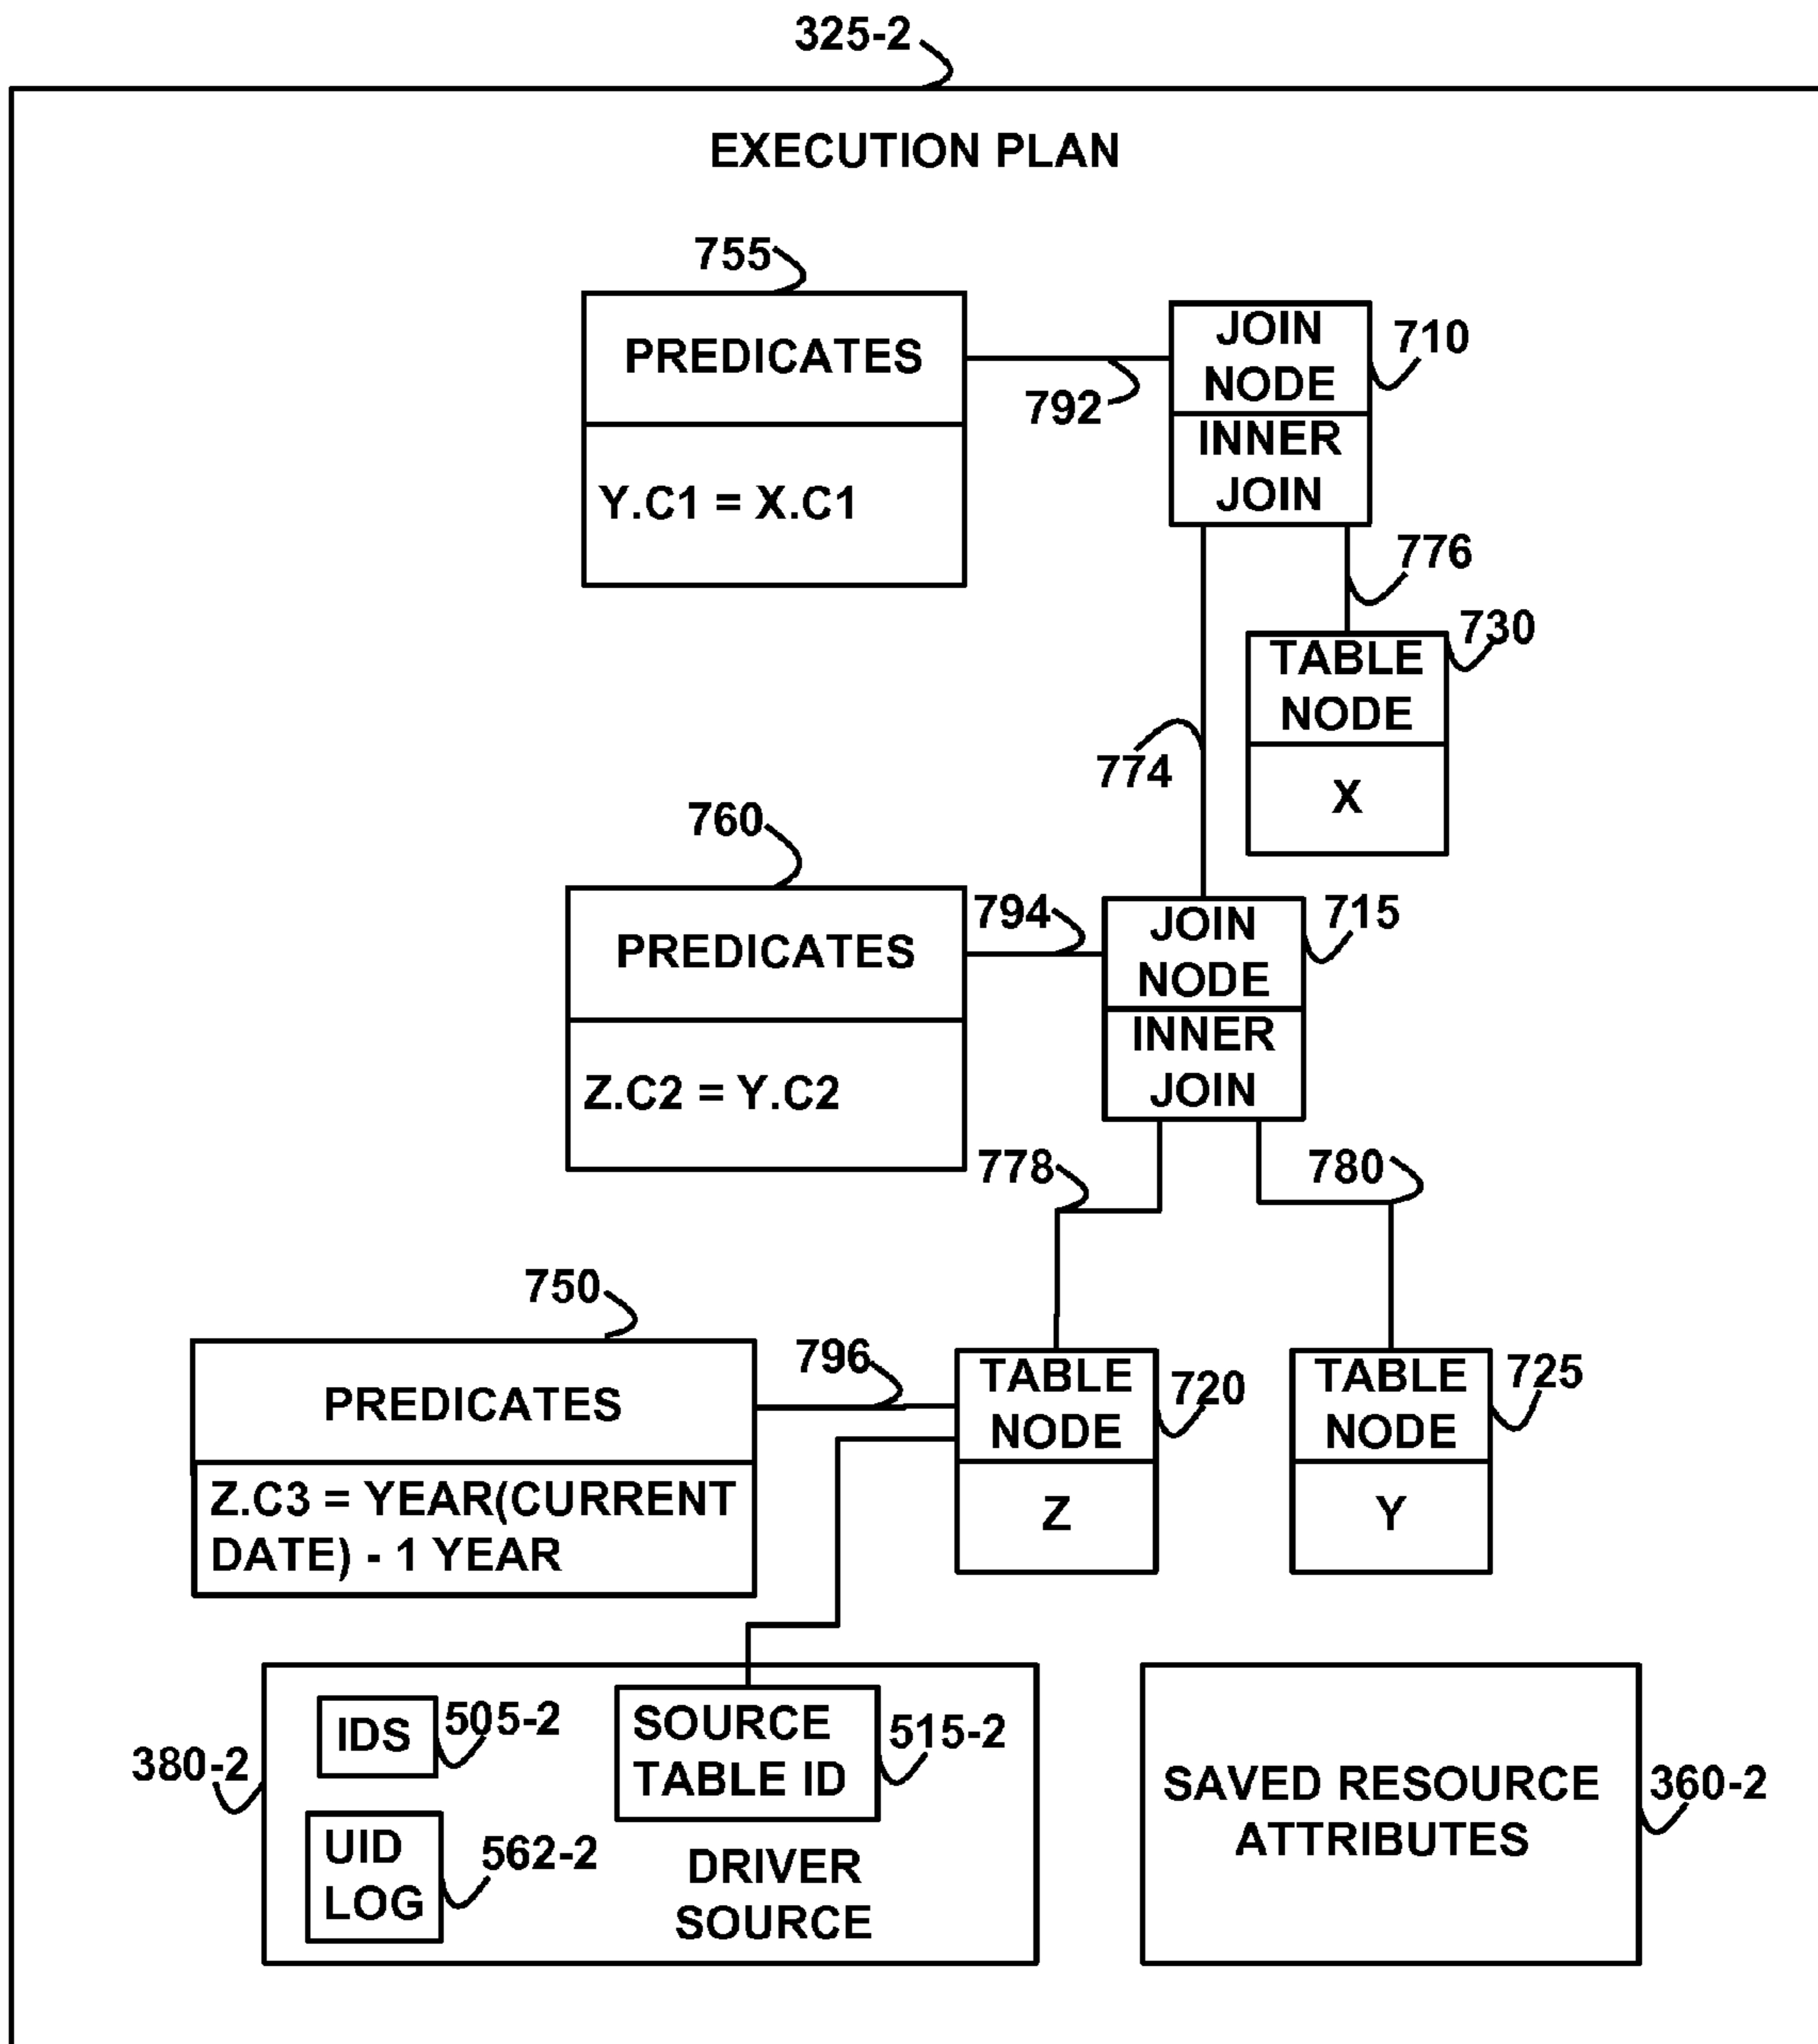 325-2
EXECUTION PLAN
755
PREDICATES
Y.C1 = X.C1
792
JOIN
NODE
INNER
JOIN
710
776
730
TABLE
NODE
X
774
760
PREDICATES
Z.C2 = Y.C2
794
JOIN
NODE
INNER
JOIN
715
778
780
750
PREDICATES
Z.C3 = YEAR(CURRENT
DATE) - 1 YEAR
796
TABLE
NODE
Z
720
TABLE
NODE
Y
725
380-2
IDS
505-2
SOURCE
TABLE ID
515-2
UID
LOG
562-2
DRIVER
SOURCE
SAVED RESOURCE
ATTRIBUTES
360-2